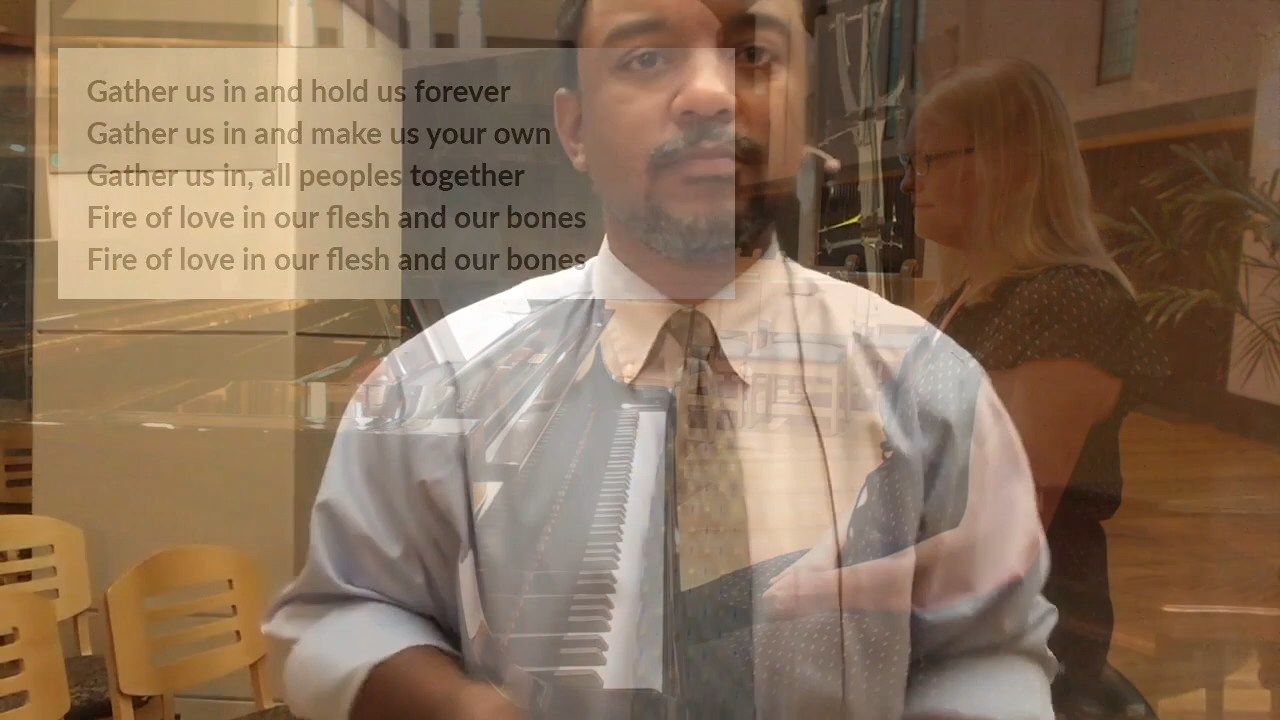 Gather us in and hold us forever
Gather us in and make us your own
Gather us in, all peoples together
Fire of love in our flesh and our bones
Fire of love in our flesh and our bones